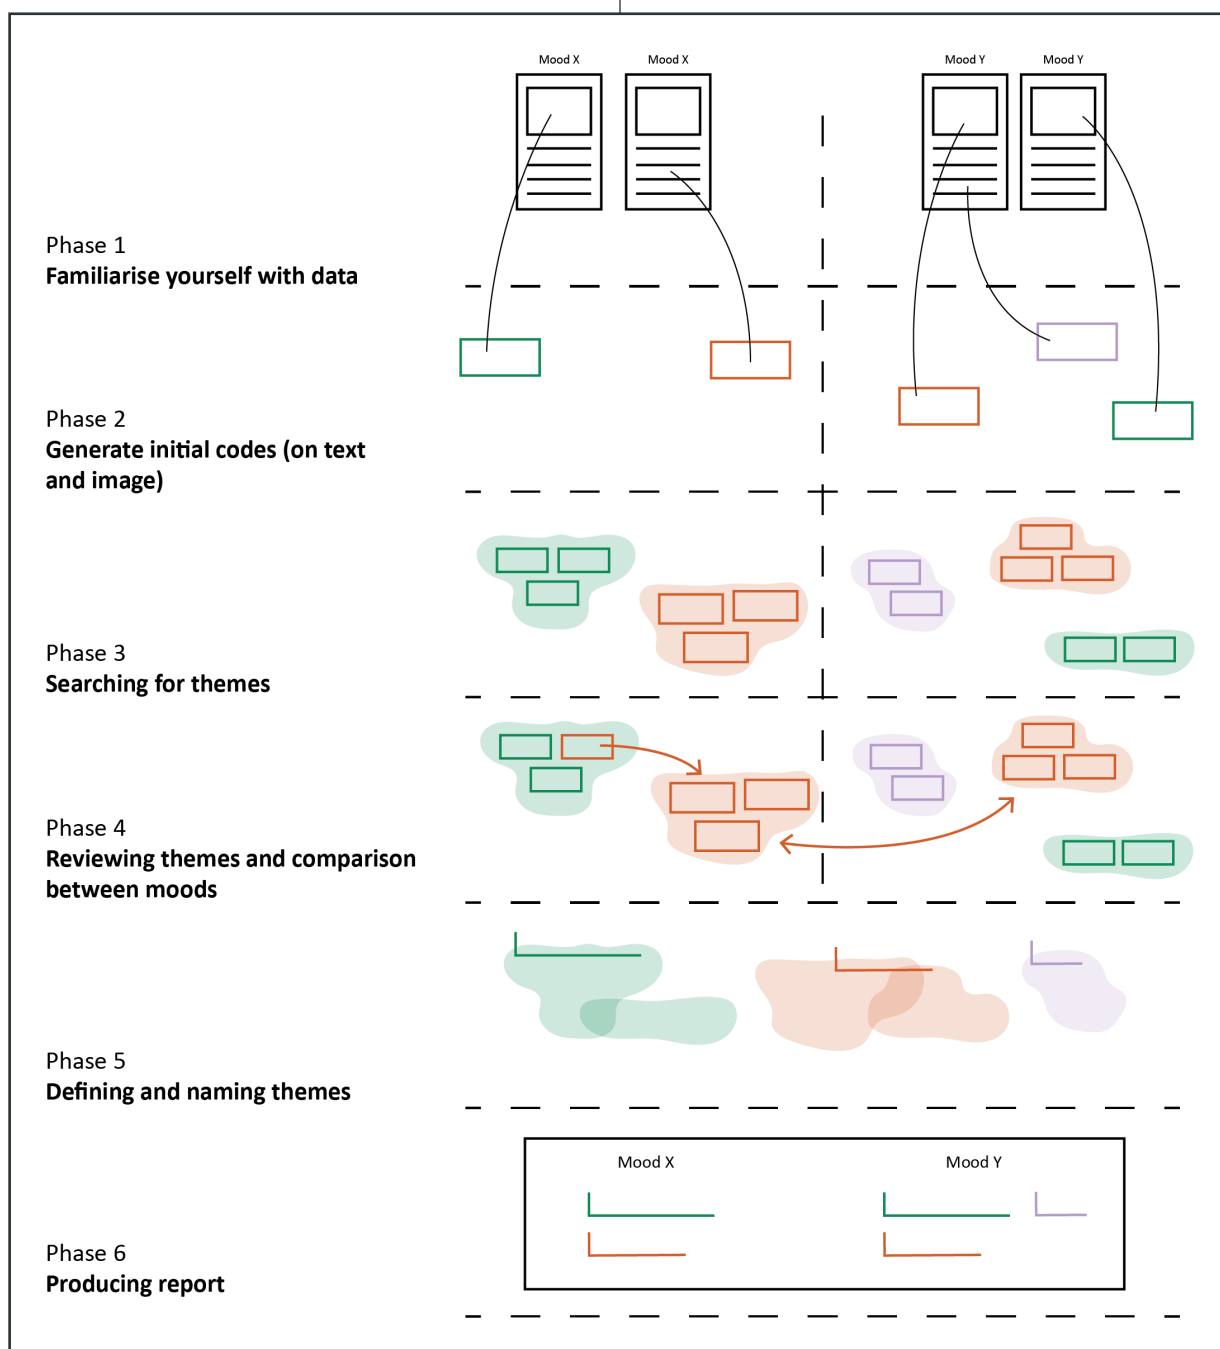 Mood X
Mood X
Mood Y
Mood Y
Phase 1
Familiarise yourself with data
Phase 2
Generate initial codes (on text
and image)
Phase 3
Searching for themes
Phase 4
Reviewing themes and comparison
between moods
Phase 5
Defining and naming themes
Mood X
Mood Y
Phase 6
Producing report